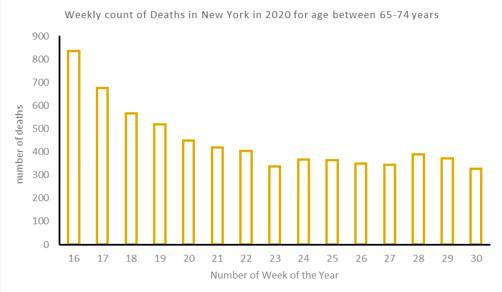 Weekly count of Deaths in New York in 2020 for age between 65-74 years
900
800
700
600
500
400
300
200
100
0
number of deaths
16 17 18 19 20 21 22 23 24 25 26 27 28 29 30
Number of Week of the Year